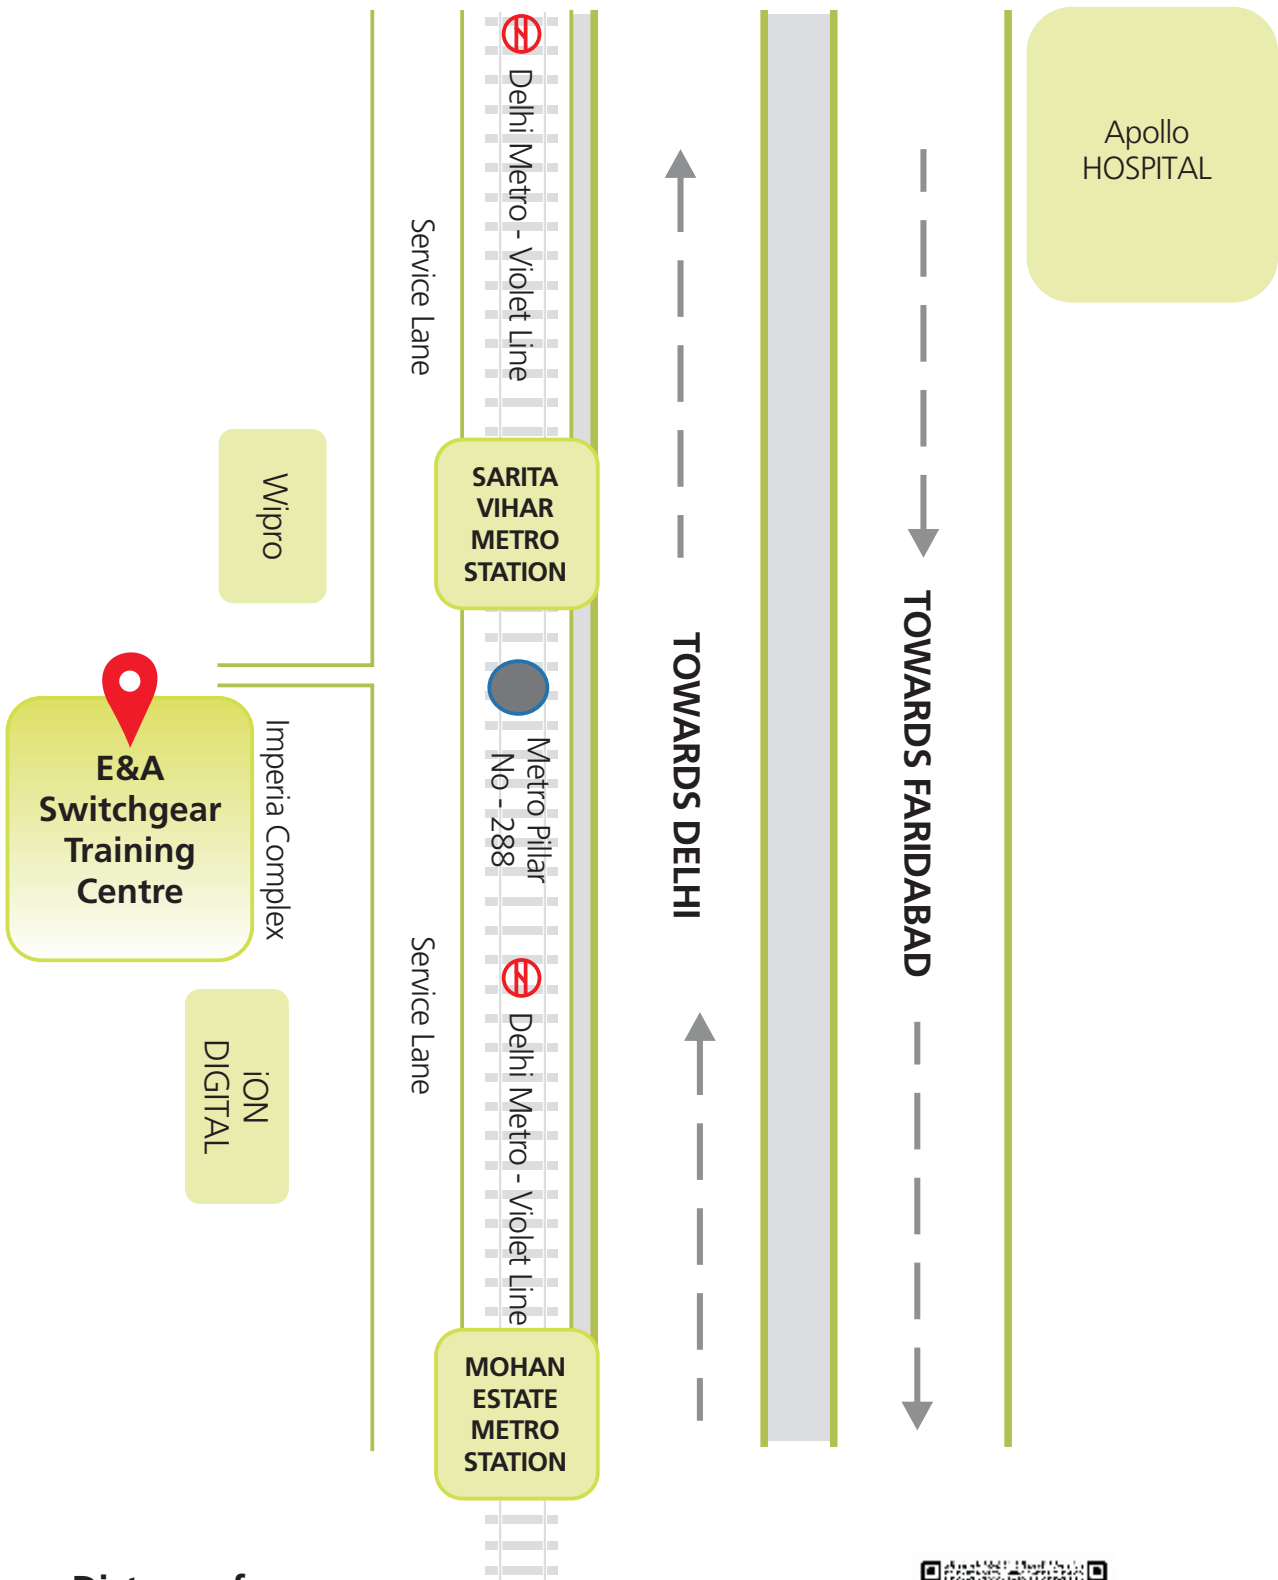 Apollo
HOSPITAL
Delhi Metro - Violet Line
Service Lane
Wipro
SARITA
VIHAR
METRO
STATION
TOWARDS DELHI
TOWARDS FARIDABAD
E&A
Switchgear
Training
Centre
Imperia Complex
Metro Pillar
No - 288
Service Lane
Delhi Metro - Violet Line
iON
DIGITAL
MOHAN
ESTATE
METRO
STATION